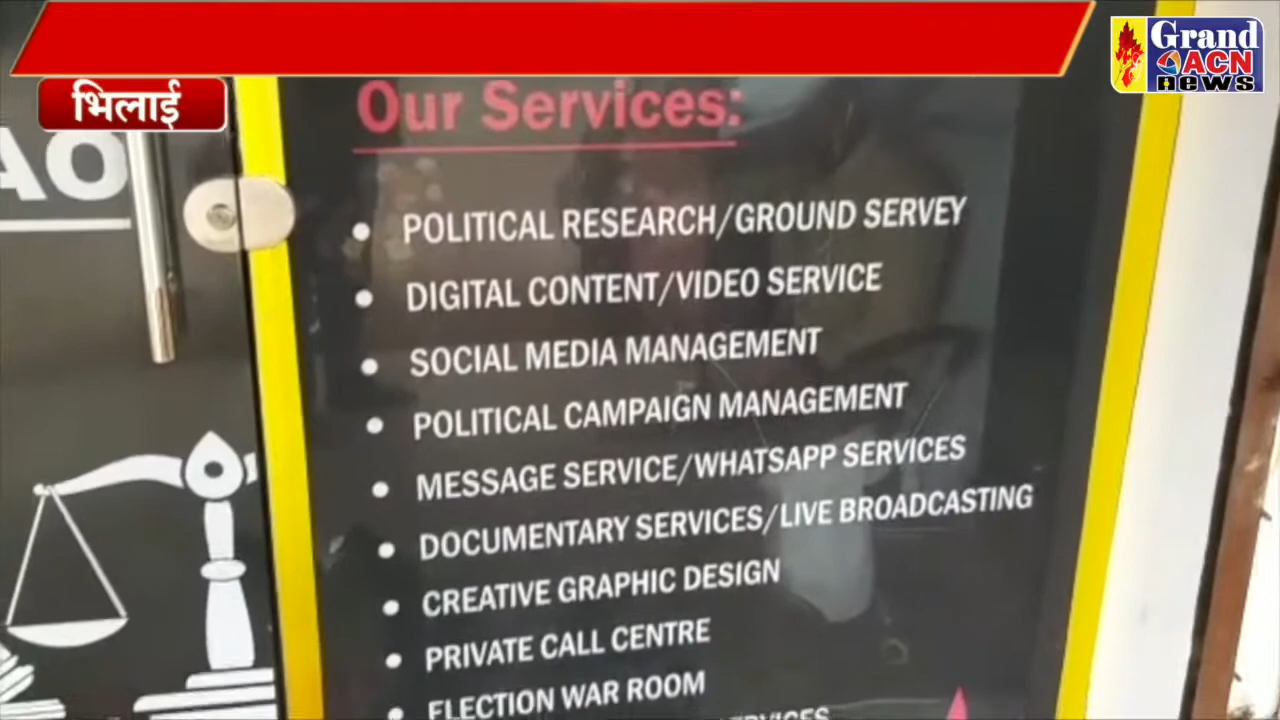 Grand
ACN
news
भिलाई
AO
Our Services:
POLITICAL RESEARCH/GROUND SERVEY
DIGITAL CONTENT/VIDEO SERVICE
SOCIAL MEDIA MANAGEMENT
POLITICAL CAMPAIGN MANAGEMENT
MESSAGE SERVICE/WHATSAPP SERVICES
DOCUMENTARY SERVICES/LIVE BROADCASTING
CREATIVE GRAPHIC DESIGN
PRIVATE CALL CENTRE
ELECTION WAR ROOM